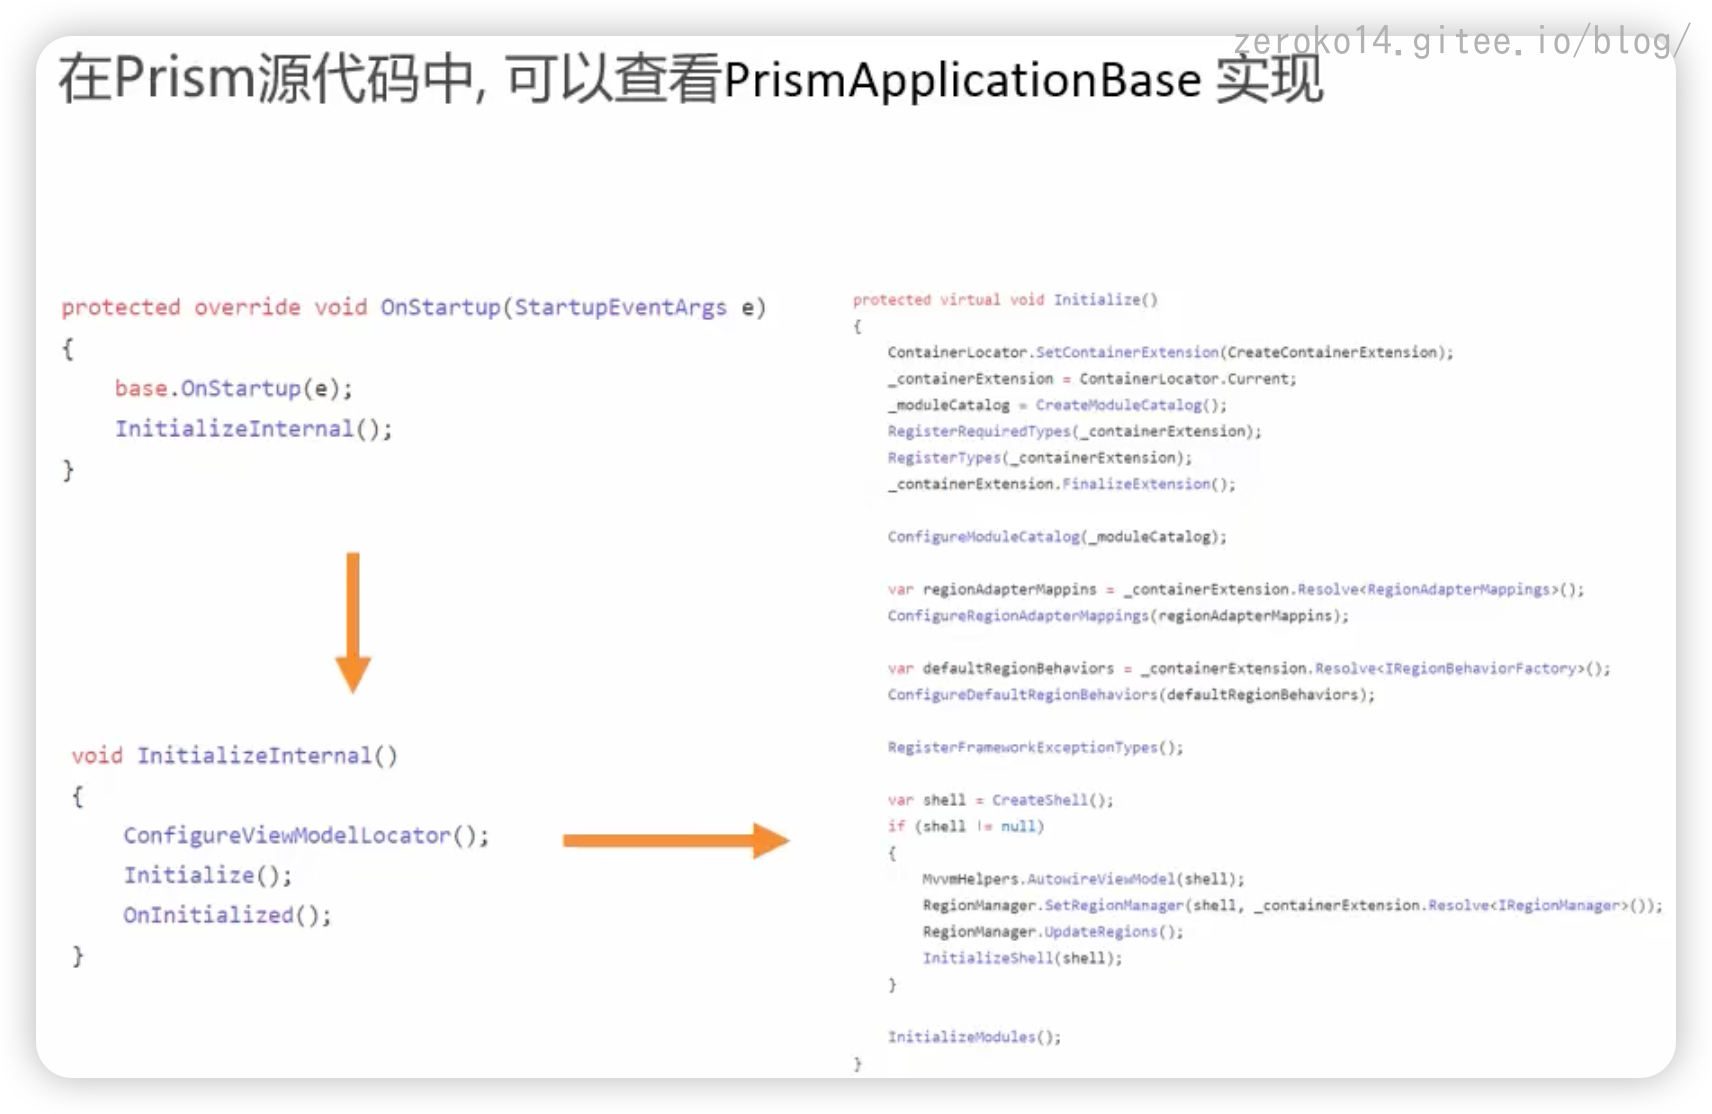 zeroko14.gitee.io/blog/
在Prism源代码中, 可以查看PrismApplicationBase 实现
protected override void OnStartup(StartupEventArgs e)
{
base.OnStartup(e);
InitializeInternal();
}
void InitializeInternal()
{
ConfigureViewModelLocator();
Initialize();
OnInitialized();
}
protected virtual void Initialize()
{
ContainerLocator.SetContainerExtension(CreateContainerExtension);
_containerExtension = ContainerLocator.Current;
_moduleCatalog = CreateModuleCatalog();
RegisterRequiredTypes(_containerExtension);
RegisterTypes(_containerExtension);
_containerExtension.FinalizeExtension();
ConfigureModuleCatalog(_moduleCatalog);
var regionAdapterMappins = _containerExtension.Resolve<RegionAdapterMappings>();
ConfigureRegionAdapterMappings(regionAdapterMappins);
var defaultRegionBehaviors = _containerExtension.Resolve<IRegionBehaviorFactory>();
ConfigureDefaultRegionBehaviors(defaultRegionBehaviors);
RegisterFrameworkExceptionTypes();
var shell = CreateShell();
if (shell != null)
{
MvvmHelpers.AutowireViewModel(shell);
RegionManager.SetRegionManager(shell, _containerExtension.Resolve<IRegionManager>());
RegionManager.UpdateRegions();
InitializeShell(shell);
}
InitializeModules();
}